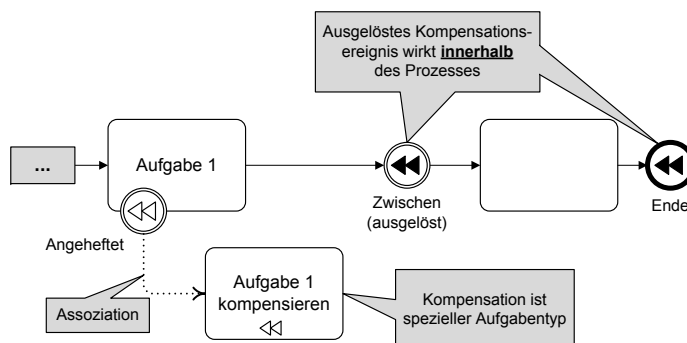 Ausgelöstes Kompensations-
ereignis wirkt innerhalb
des Prozesses
...
Aufgabe 1
Zwischen
(ausgelöst)
Ende
Angeheftet
Assoziation
Aufgabe 1
kompensieren
Kompensation ist
spezieller Aufgabentyp